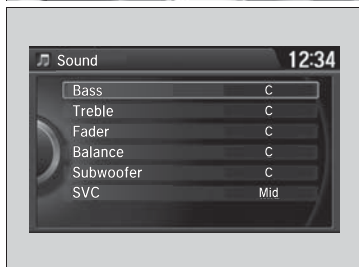 Sound 12:34
Bass C
Treble C
Fader C
Balance C
Subwoofer C
SVC Mid